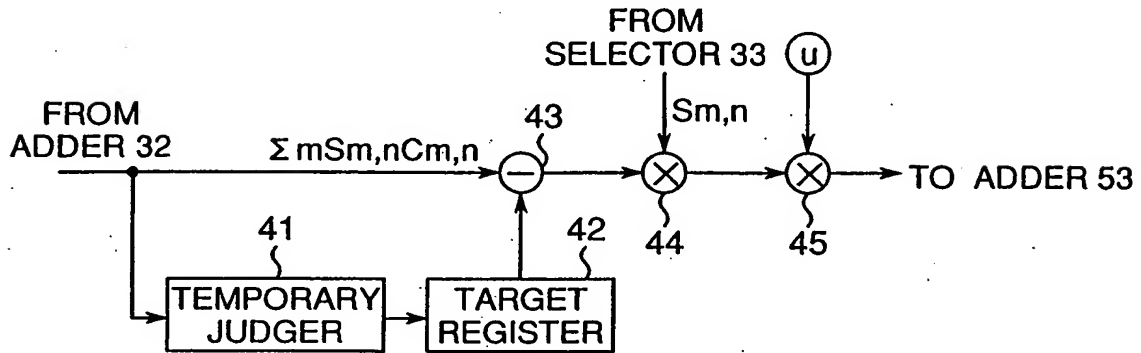 FROM
SELECTOR 33
u
FROM
ADDER 32
Σ mSm,nCm,n
43
Sm,n
TO ADDER 53
44
45
41
42
TEMPORARY
JUDGER
TARGET
REGISTER